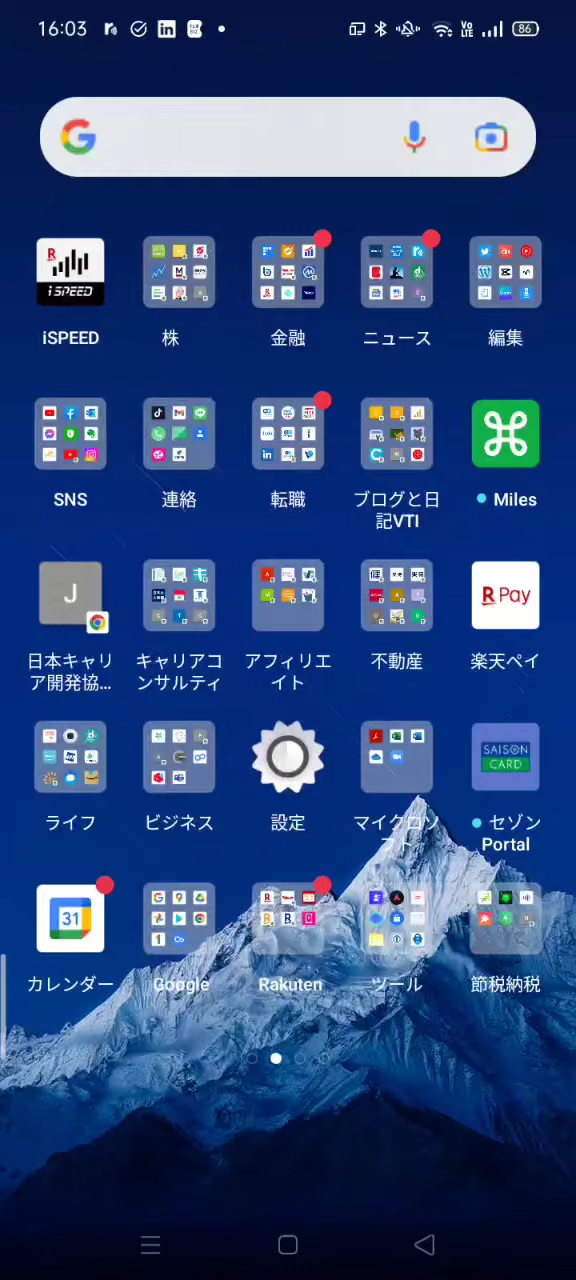 16:03
Vo
LTE
86
R
iSPEED
iSPEED
株
金融
ニュース
編集
SNS
連絡
転職
ブログと日
記VTI
Miles
J
日本キャリ
ア開発協...
キャリアコ
ンサルティ
アフィリエ
イト
不動産
R Pay
楽天ペイ
ライフ
ビジネス
設定
マイクロソ
フト
SAISON
CARD
セゾン
Portal
31
カレンダー
Google
Rakuten
ツール
節税納税